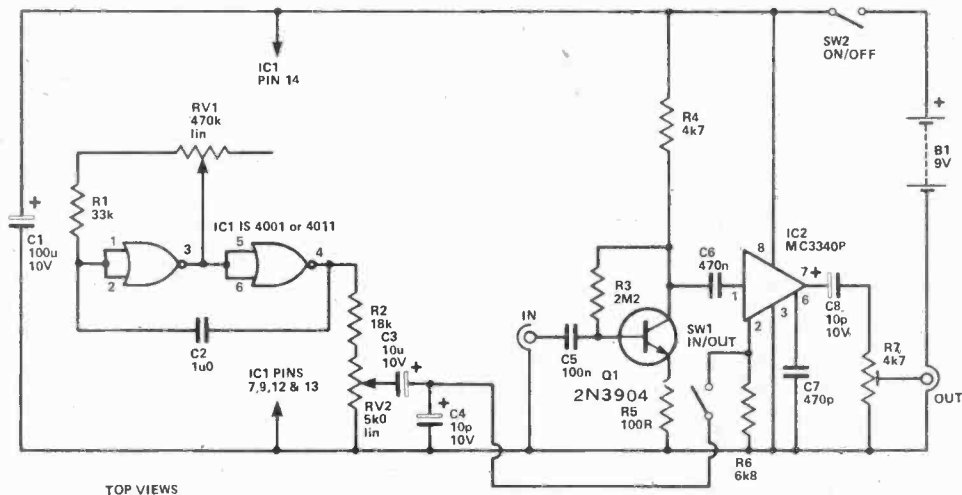 IC1
PIN 14
SW2
ON/OFF
RV1
470k
lin
R4
4k7
+
B1
9V
R1
33k
+
C1
100u
10V
IC1 IS 4001 or 4011
1
2
3
5
6
4
C2
1u0
R2
18k
C3
10u
10V
+
IC1 PINS
7,9,12 & 13
RV2
5k0
lin
+
C4
10p
10V
IN
C5
100n
R3
2M2
Q1
2N3904
R5
100R
C6
470n
SW1
IN/OUT
IC2
MC3340P
8
1
2
3
7
6
+
C8
10p
10V
R6
6k8
C7
470p
R7
4k7
OUT
TOP VIEWS